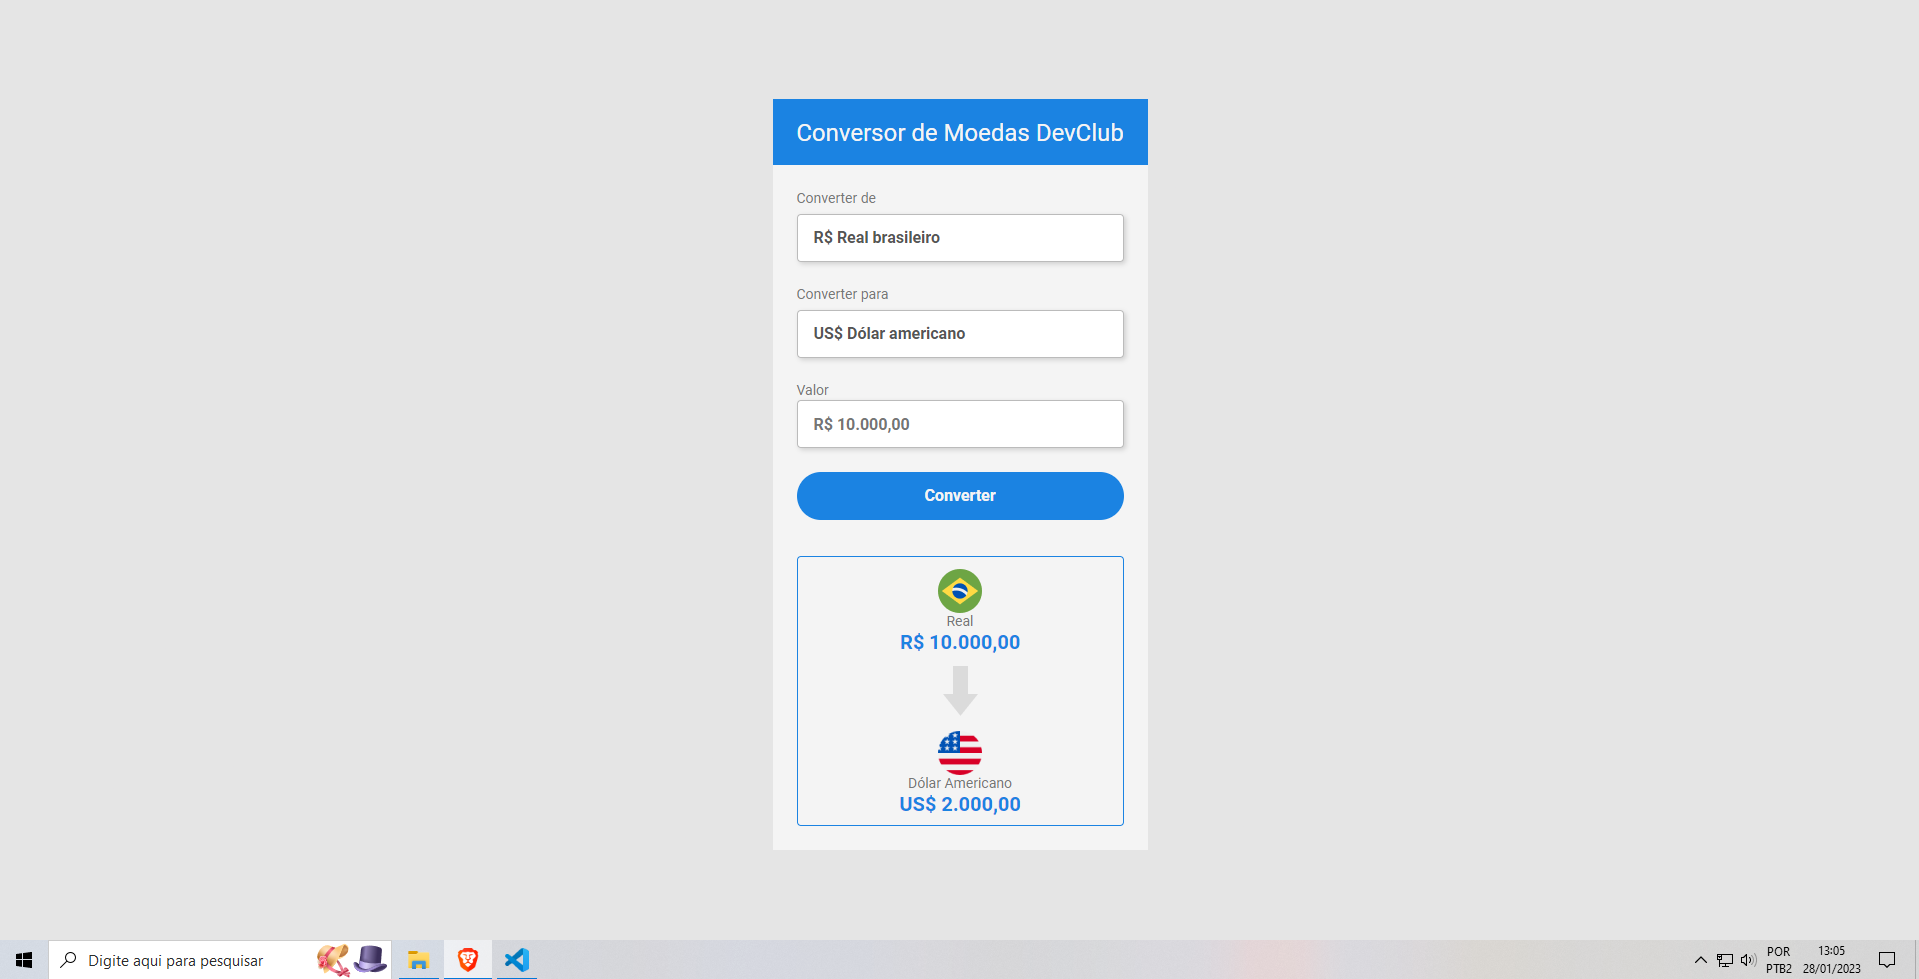 Conversor de Moedas DevClub
Converter de
R$ Real brasileiro
Converter para
US$ Dólar americano
Valor
R$ 10.000,00
Converter
Real
R$ 10.000,00
Dólar Americano
US$ 2.000,00
Digite aqui para pesquisar
POR
PTB2
13:05
28/01/2023